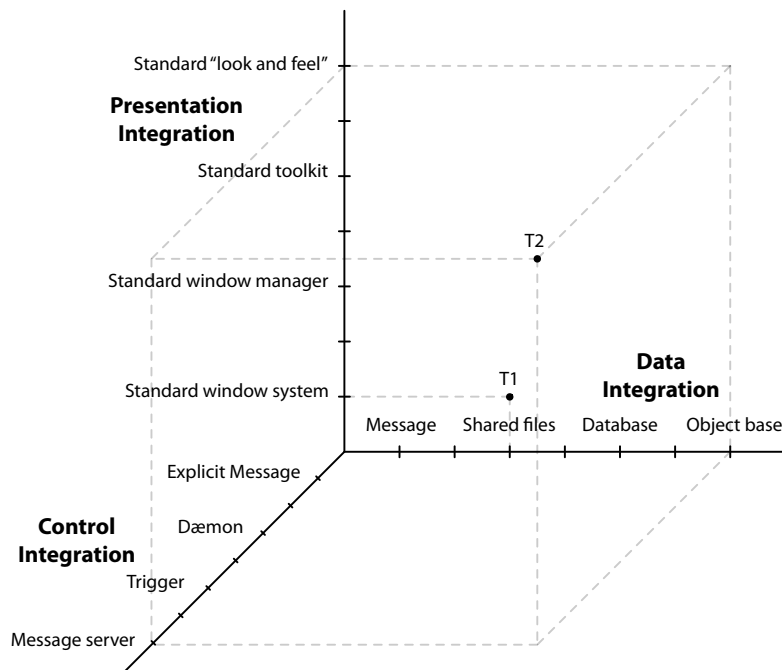 Standard “look and feel”
Presentation
Integration
Standard toolkit
T2
Standard window manager
Data
Integration
T1
Standard window system
Message Shared files Database Object base
Explicit Message
Control
Integration
Dæmon
Trigger
Message server